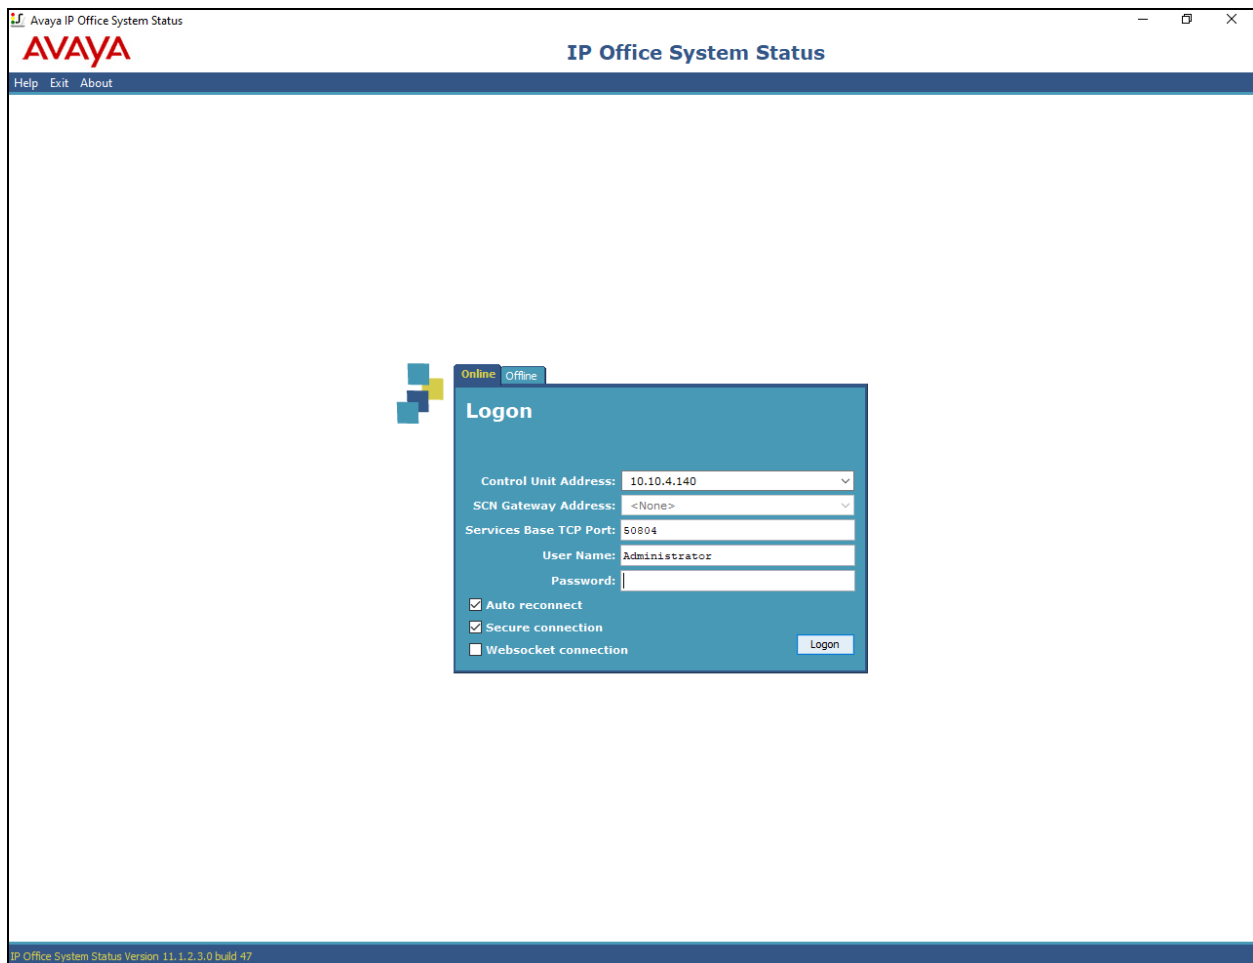 Avaya IP Office System Status
AVAYA
IP Office System Status
Help Exit About
Online Offline
Logon
Control Unit Address: 10.10.4.140
SCN Gateway Address: <None>
Services Base TCP Port: 50804
User Name: Administrator
Password:
Auto reconnect
Secure connection
Websocket connection
Logon
IP Office System Status Version 11.1.2.3.0 build 47